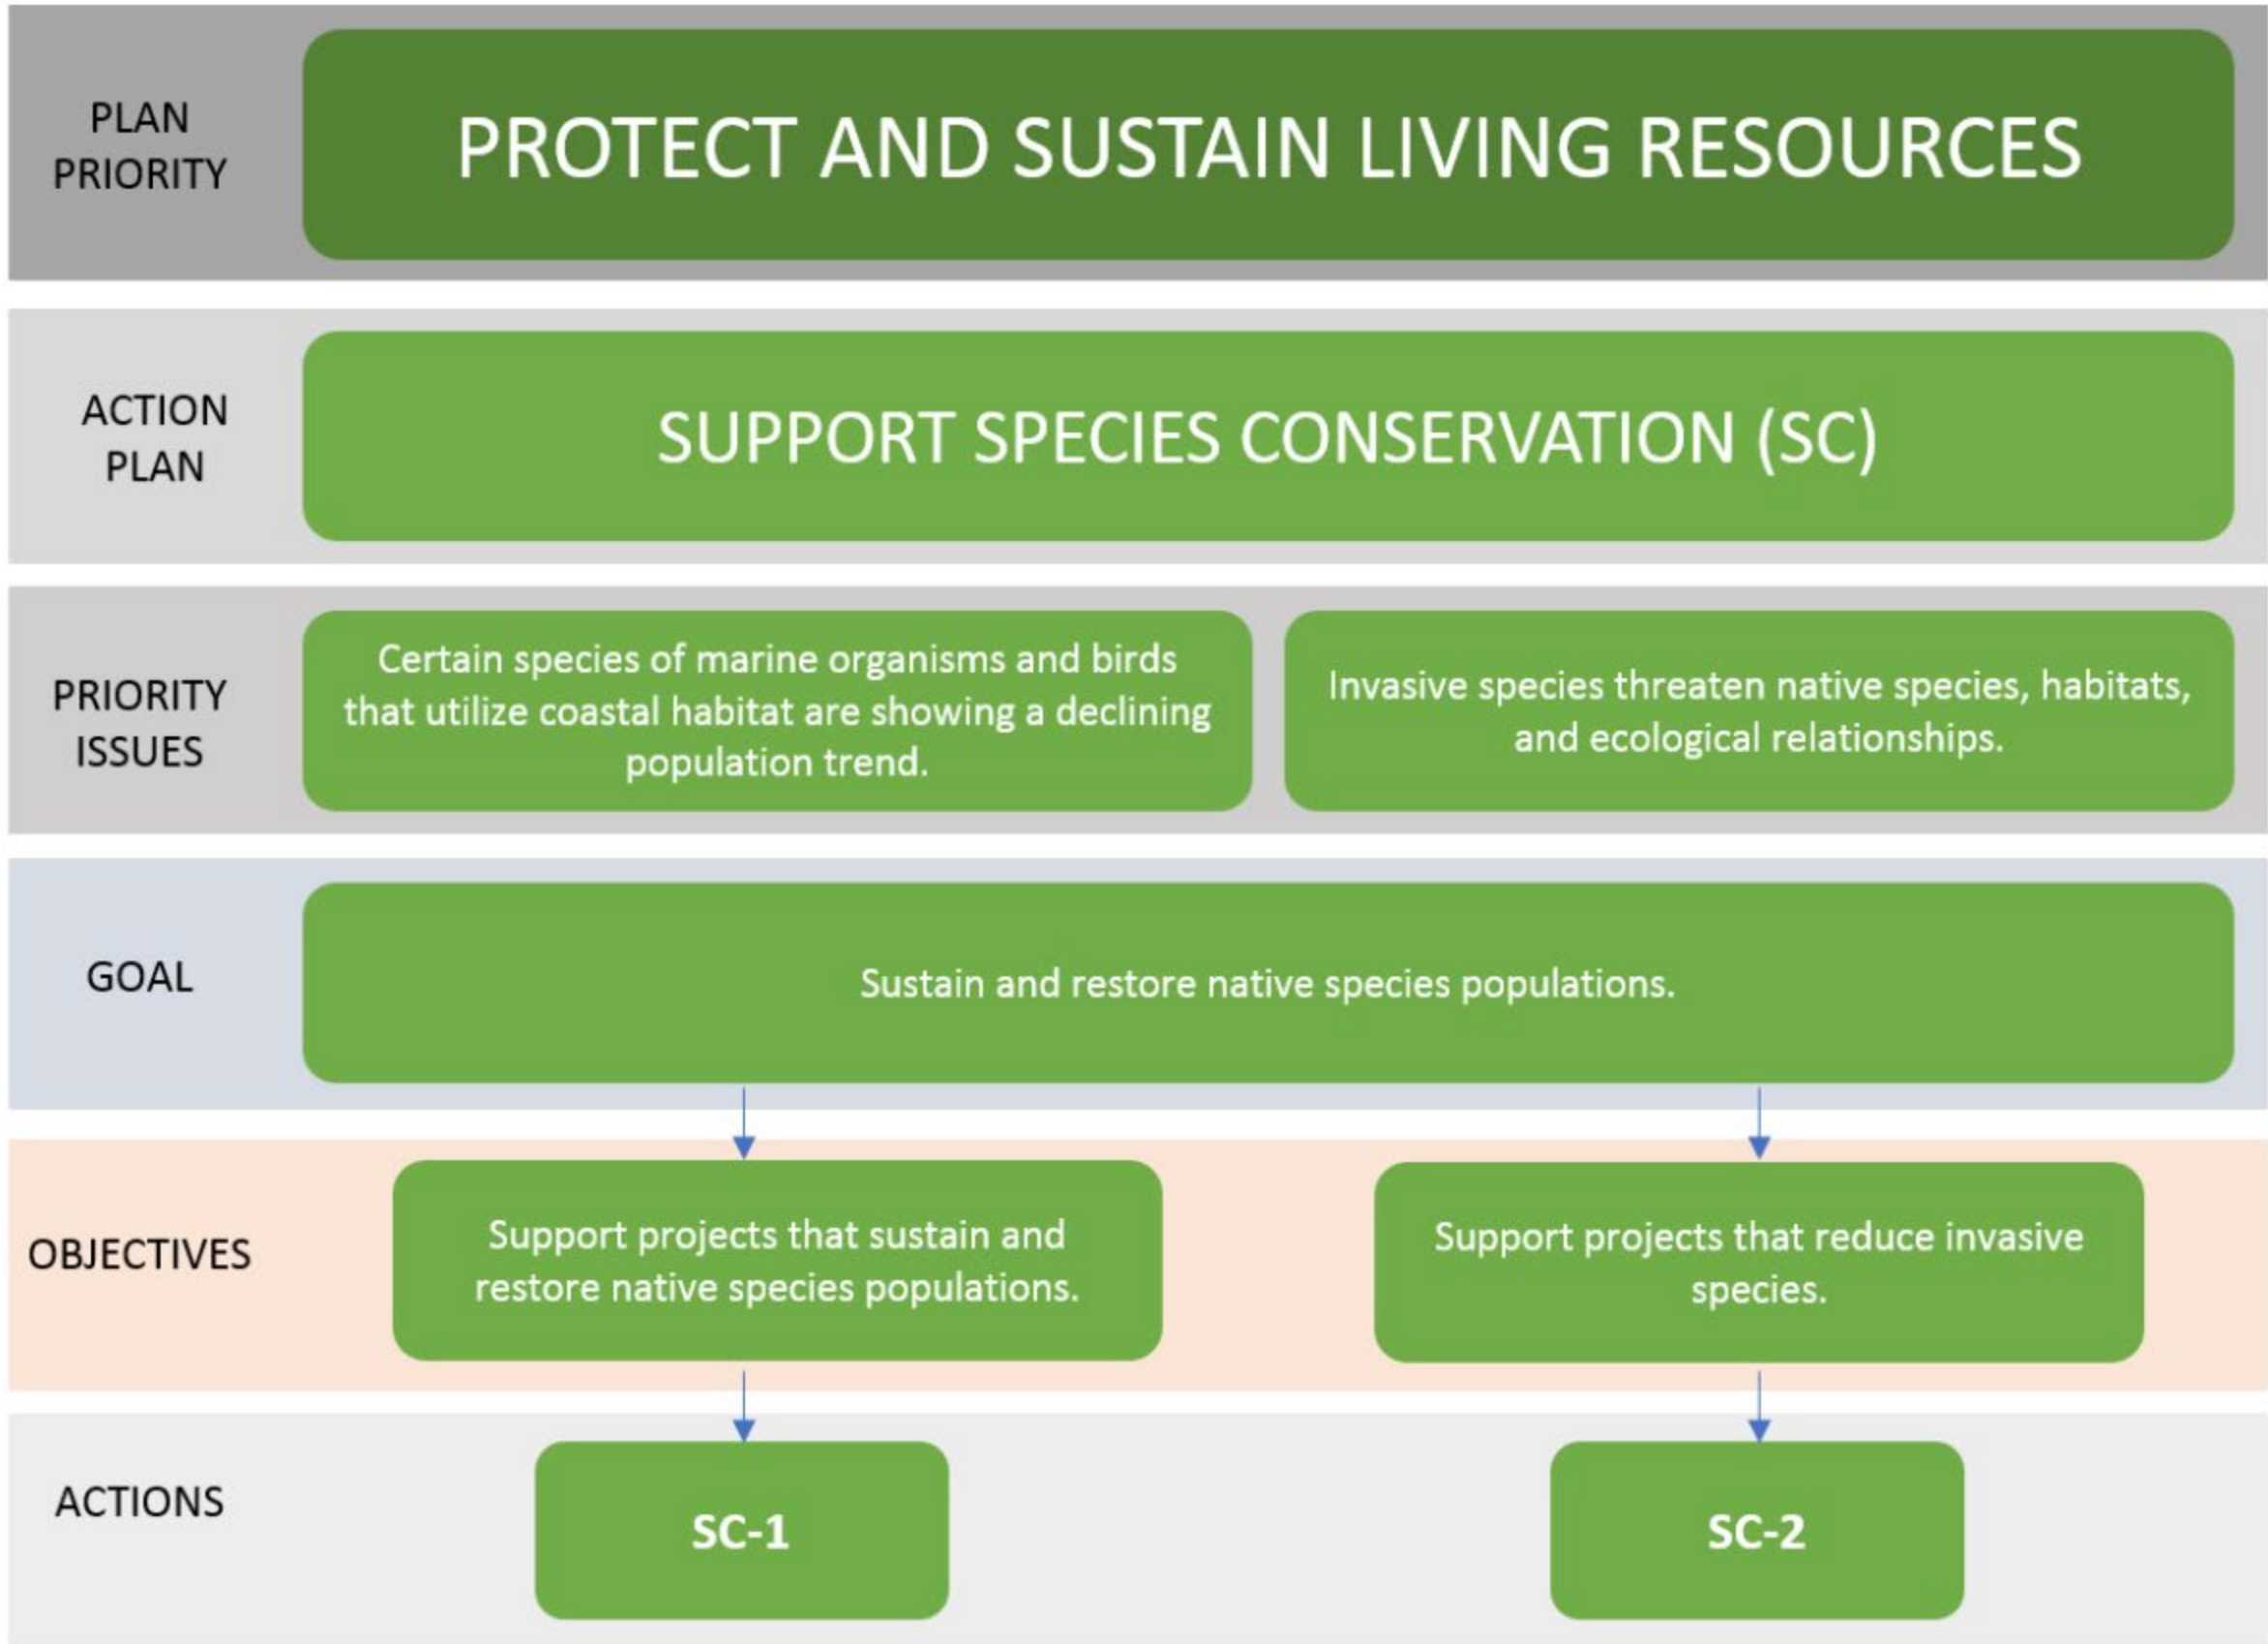 PLAN
PRIORITY
PROTECT AND SUSTAIN LIVING RESOURCES
ACTION
PLAN
SUPPORT SPECIES CONSERVATION (SC)
PRIORITY
ISSUES
Certain species of marine organisms and birds
that utilize coastal habitat are showing a declining
population trend.
Invasive species threaten native species, habitats,
and ecological relationships.
GOAL
Sustain and restore native species populations.
OBJECTIVES
Support projects that sustain and
restore native species populations.
Support projects that reduce invasive
species.
ACTIONS
SC-1
SC-2